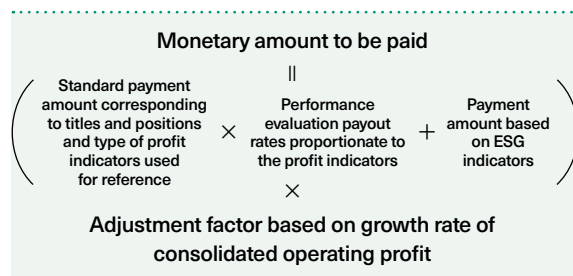 Monetary amount to be paid
=
Standard payment
amount corresponding
to titles and positions
and type of profit
indicators used
for reference
×
Performance
evaluation payout
rates proportionate to
the profit indicators
+
Payment
amount based
on ESG
indicators
×
Adjustment factor based on growth rate of
consolidated operating profit